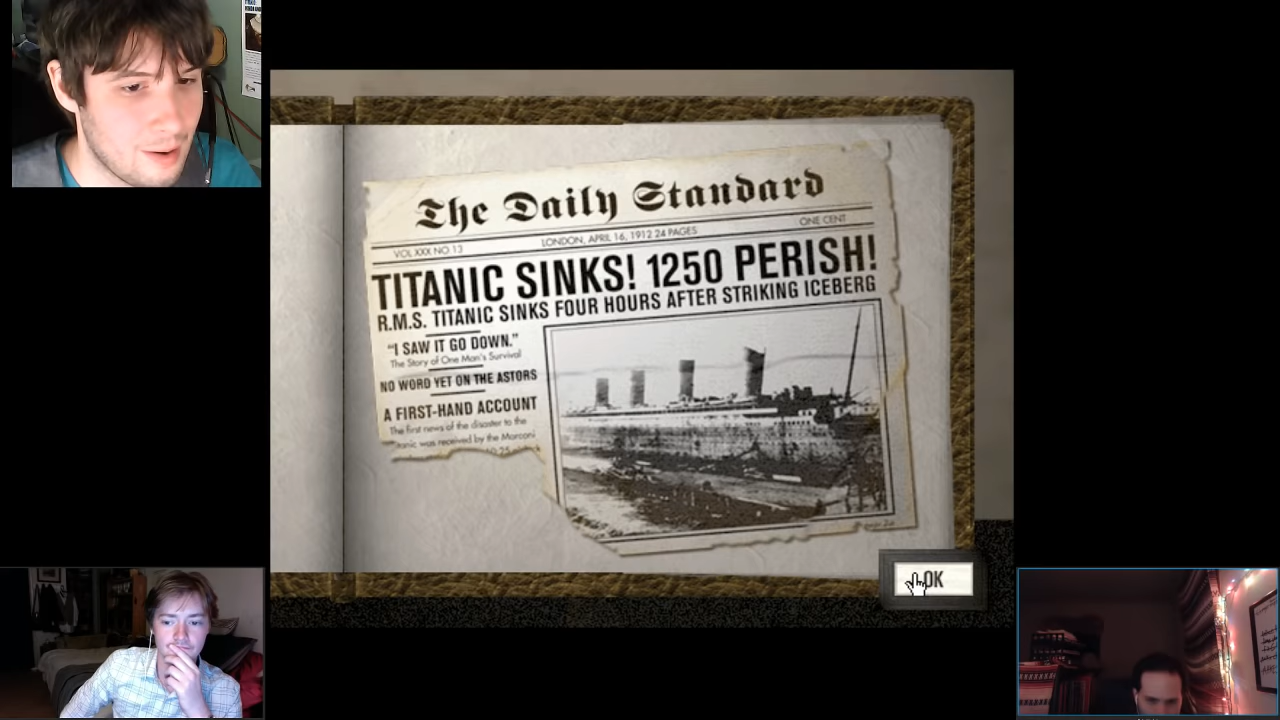 The Daily Standard
VOL XXX NO 13
LONDON, APRIL 16, 1912 24 PAGES
ONE CENT
TITANIC SINKS! 1250 PERISH!
R.M.S. TITANIC SINKS FOUR HOURS AFTER STRIKING ICEBERG
"I SAW IT GO DOWN."
The Story of One Man's Survival
NO WORD YET ON THE ASTORS
A FIRST-HAND ACCOUNT
The first news of the disaster to the
was received by the Marconi
OK